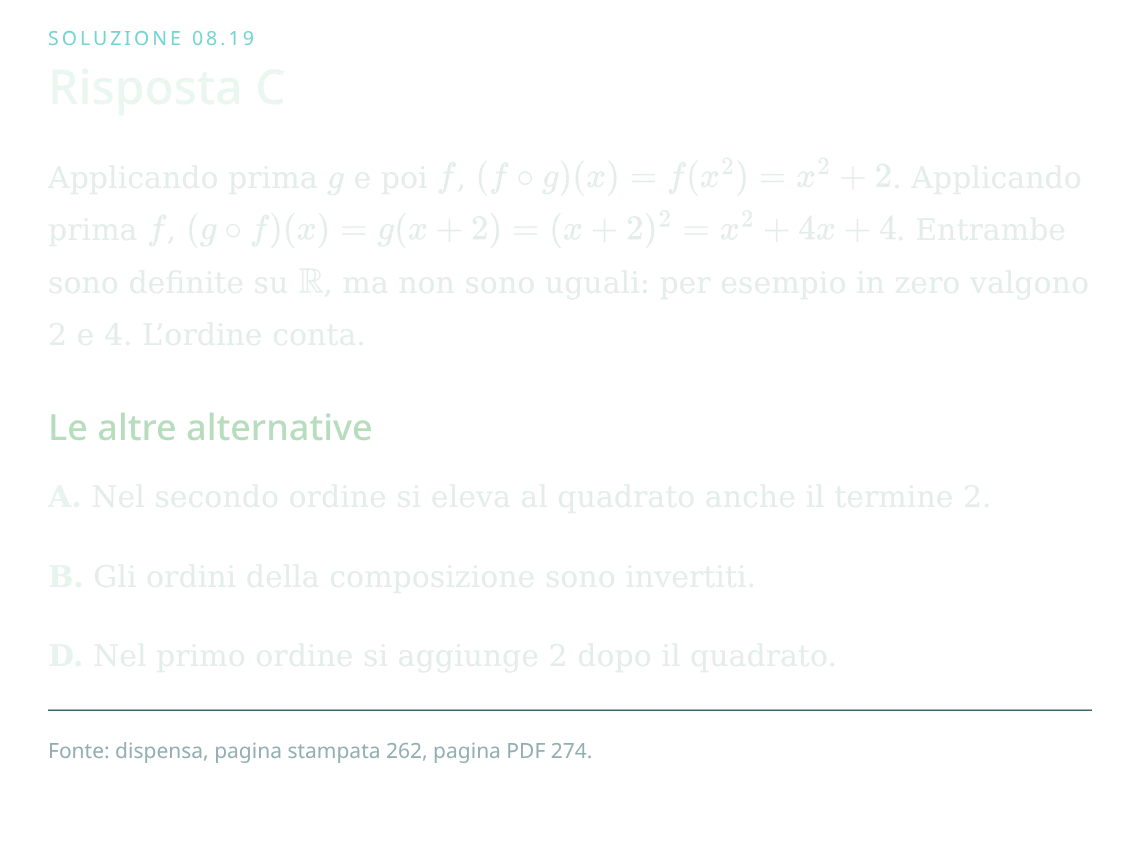 SOLUZIONE 08.19
Risposta C
Applicando prima g e poi f, (f ∘ g)(x) = f(x²) = x² + 2. Applicando
prima f, (g ∘ f)(x) = g(x + 2) = (x + 2)² = x² + 4x + 4. Entrambe
sono definite su ℝ, ma non sono uguali: per esempio in zero valgono
2 e 4. L’ordine conta.
Le altre alternative
A. Nel secondo ordine si eleva al quadrato anche il termine 2.
B. Gli ordini della composizione sono invertiti.
D. Nel primo ordine si aggiunge 2 dopo il quadrato.
Fonte: dispensa, pagina stampata 262, pagina PDF 274.